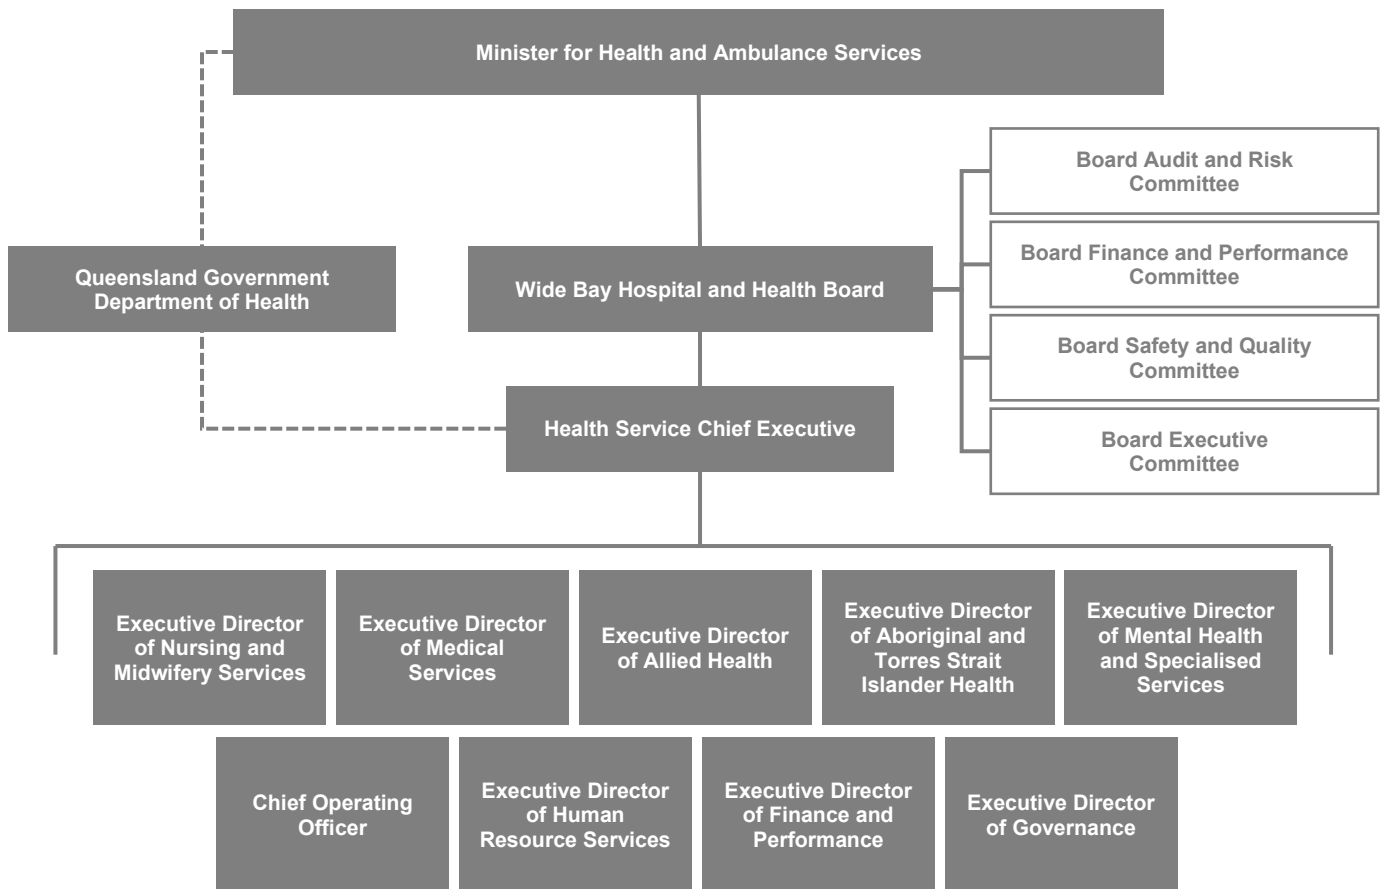 Minister for Health and Ambulance Services
Board Audit and Risk
Committee
Board Finance and Performance
Committee
Board Safety and Quality
Committee
Board Executive
Committee
Queensland Government
Department of Health
Wide Bay Hospital and Health Board
Health Service Chief Executive
Executive Director
of Nursing and
Midwifery Services
Executive Director
of Medical
Services
Executive Director
of Allied Health
Executive Director
of Aboriginal and
Torres Strait
Islander Health
Executive Director
of Mental Health
and Specialised
Services
Chief Operating
Officer
Executive Director
of Human
Resource Services
Executive Director
of Finance and
Performance
Executive Director
of Governance